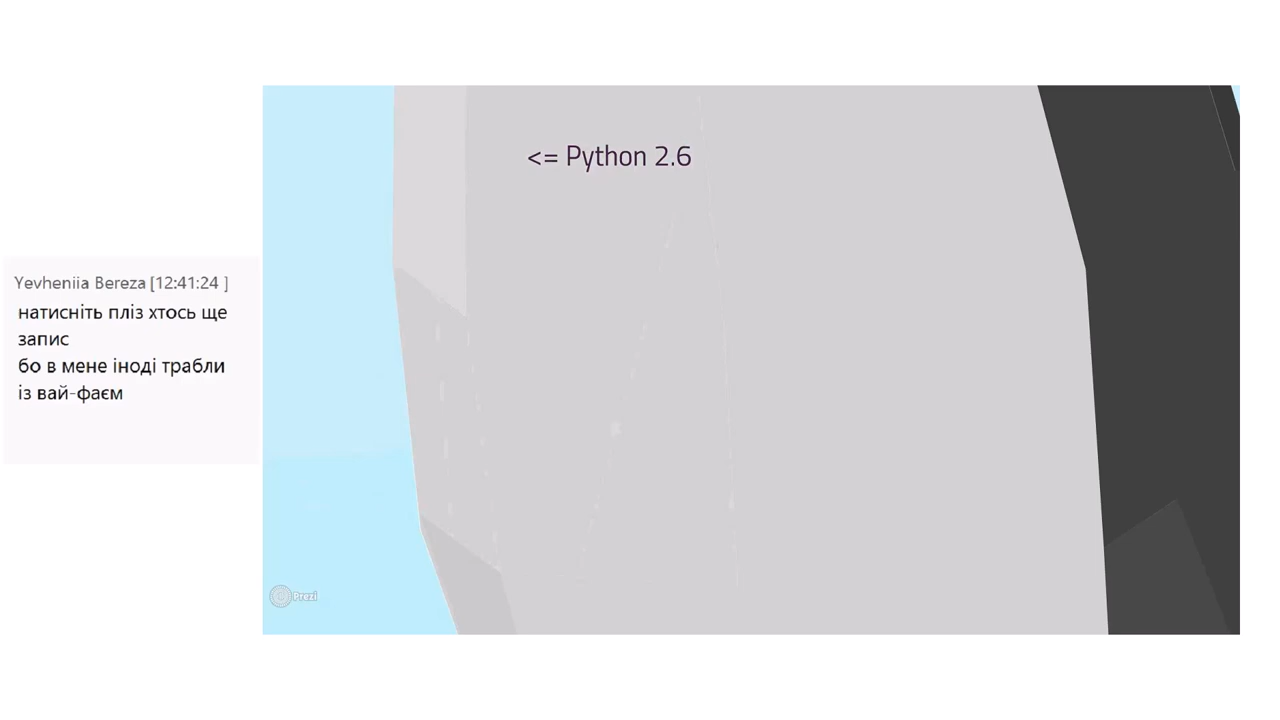 Yevheniia Bereza [12:41:24 ]
натисніть пліз хтось ще
запис
бо в мене іноді трабли
із вай-фаєм
<= Python 2.6
Prezi